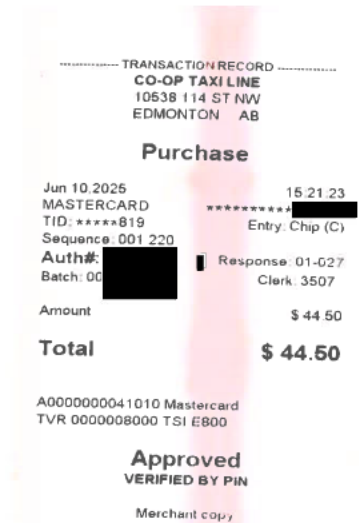 TRANSACTION RECORD
CO-OP TAXI LINE
10538 114 ST NW
EDMONTON AB
Purchase
Jun 10,2025 15:21:23
MASTERCARD **********
TID: *****819 Entry: Chip (C)
Sequence: 001 220
Auth#: Response: 01-027
Batch: 00 Clerk: 3507
Amount $ 44.50
Total $ 44.50
A0000000041010 Mastercard
TVR 0000008000 TSI E800
Approved
VERIFIED BY PIN
Merchant copy